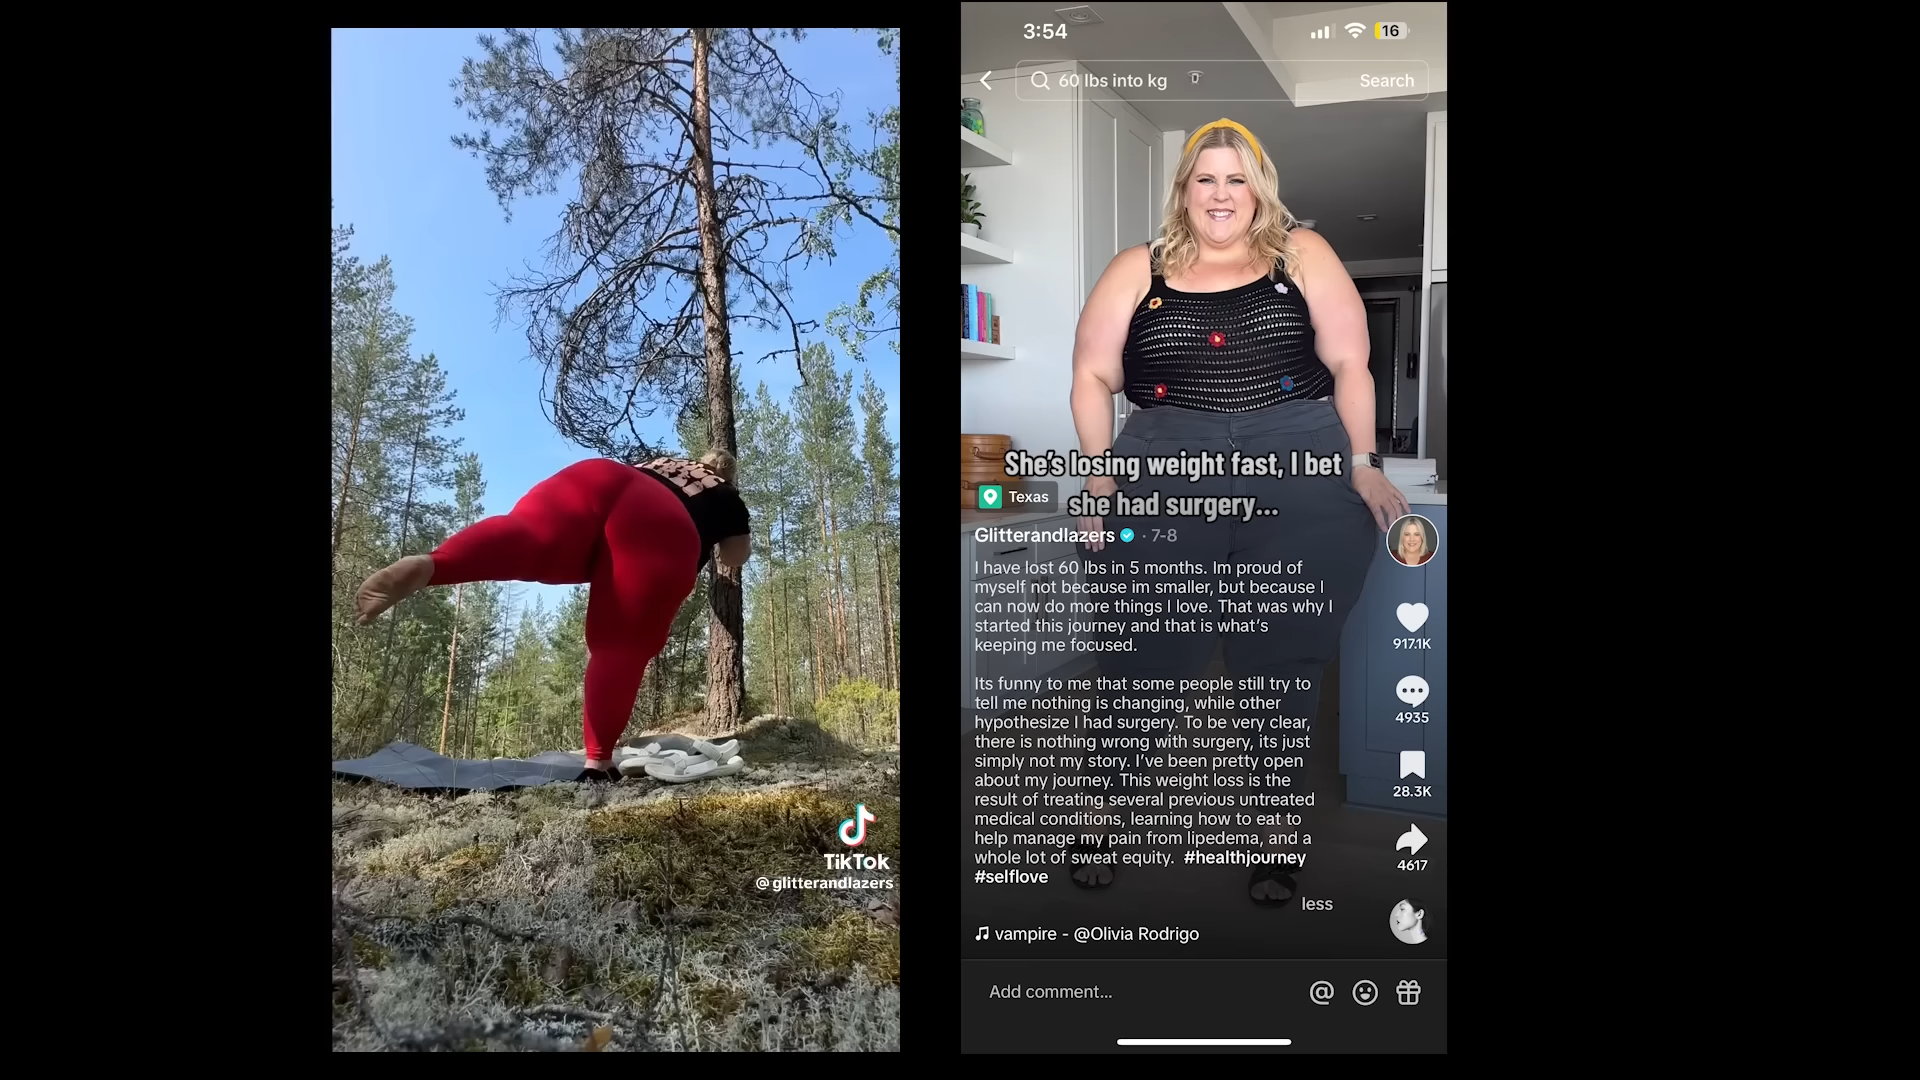 TikTok
@glitterandlazers
3:54
16
60 lbs into kg
Search
She's losing weight fast, I bet
she had surgery...
Texas
Glitterandlazers · 7-8
I have lost 60 lbs in 5 months. Im proud of
myself not because im smaller, but because I
can now do more things I love. That was why I
started this journey and that is what's
keeping me focused.
Its funny to me that some people still try to
tell me nothing is changing, while other
hypothesize I had surgery. To be very clear,
there is nothing wrong with surgery, its just
simply not my story. I've been pretty open
about my journey. This weight loss is the
result of treating several previous untreated
medical conditions, learning how to eat to
help manage my pain from lipedema, and a
whole lot of sweat equity. #healthjourney
#selflove
less
vampire - @Olivia Rodrigo
917.1K
4935
28.3K
4617
Add comment...